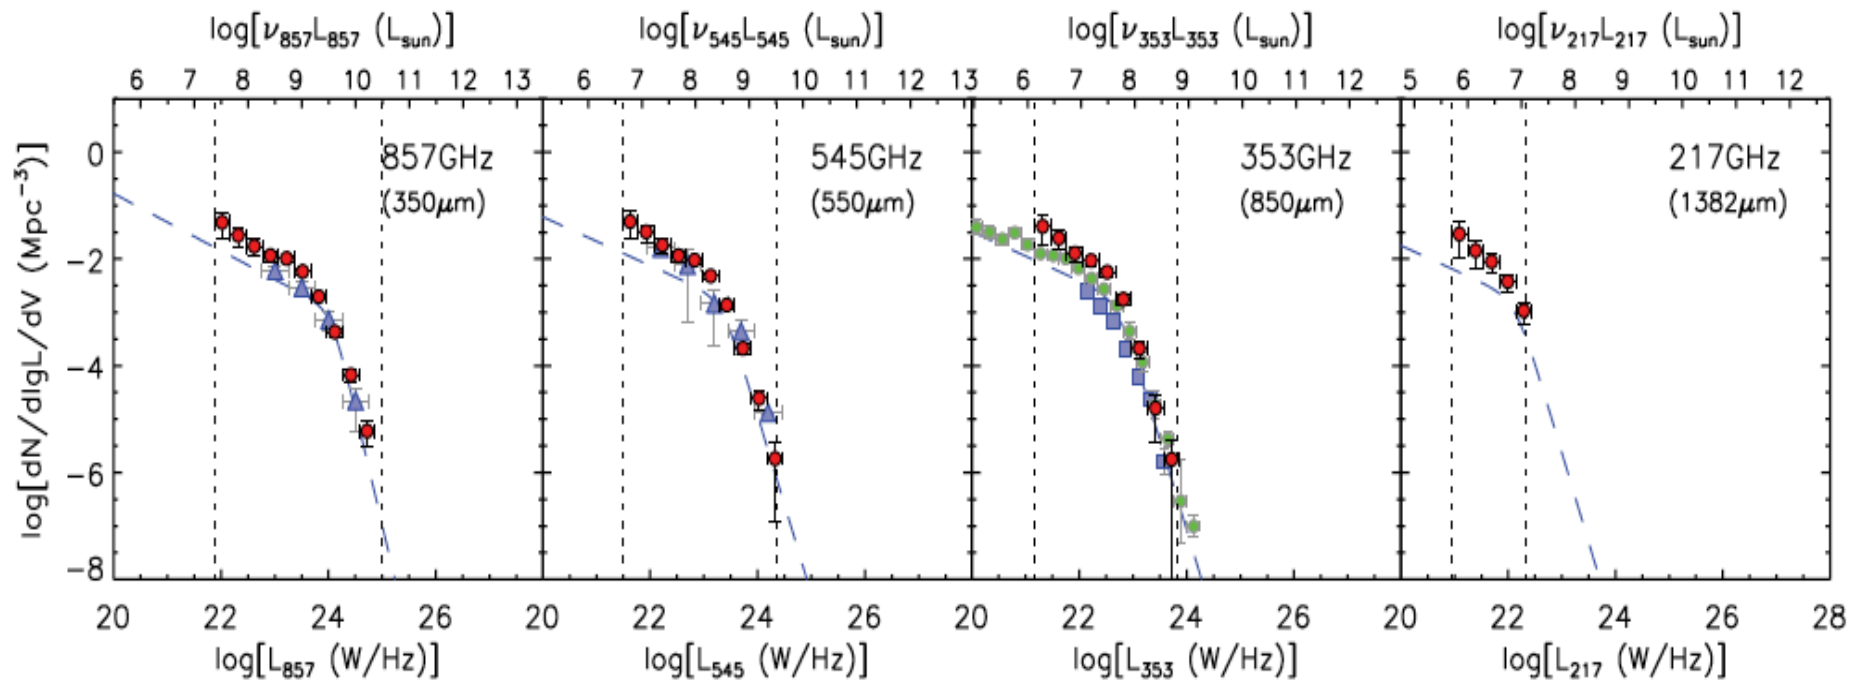 log[ν857L857 (Lsun)] log[ν545L545 (Lsun)] log[ν353L353 (Lsun)] log[ν217L217 (Lsun)]
6 7 8 9 10 11 12 13 6 7 8 9 10 11 12 13 5 6 7 8 9 10 11 12 5 6 7 8 9 10 11 12
857GHz 545GHz 353GHz 217GHz
(350μm) (550μm) (850μm) (1382μm)
log[dN/dlgL/dV (Mpc⁻³)]
0
−2
−4
−6
−8
20 22 24 26 20 22 24 26 20 22 24 26 20 22 24 26 28
log[L857 (W/Hz)] log[L545 (W/Hz)] log[L353 (W/Hz)] log[L217 (W/Hz)]